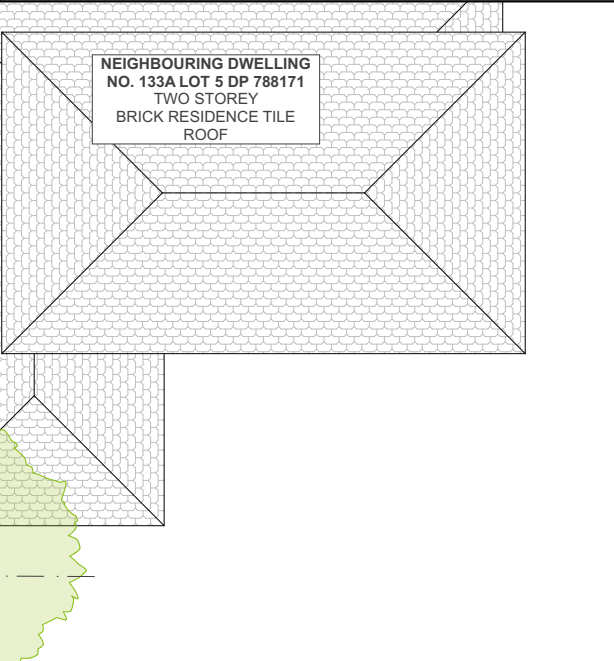 NEIGHBOURING DWELLING
NO. 133A LOT 5 DP 788171
TWO STOREY
BRICK RESIDENCE TILE
ROOF